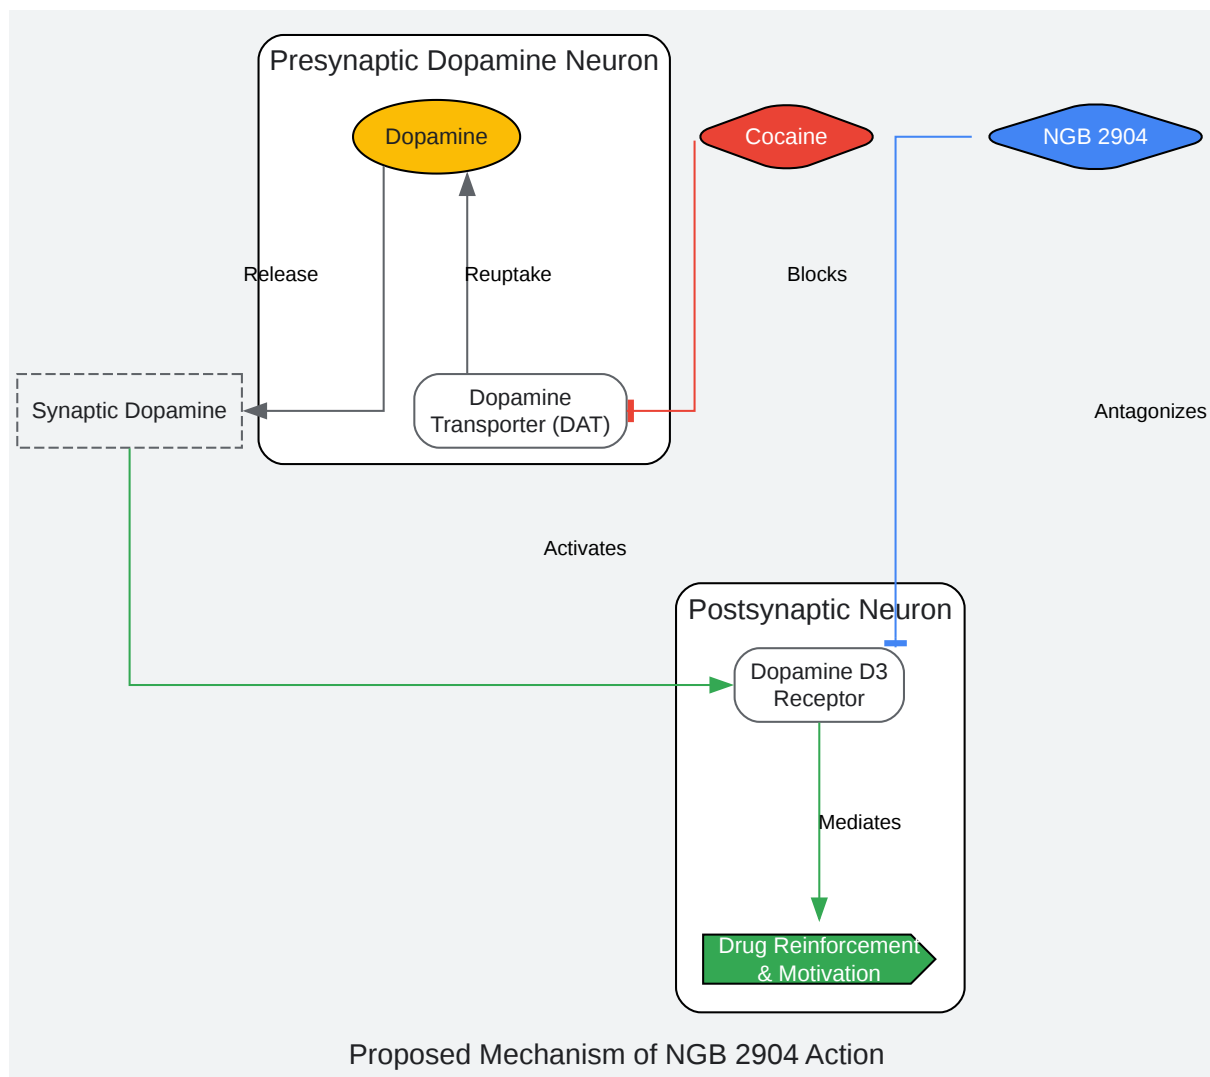 Presynaptic Dopamine Neuron
Dopamine
Cocaine
NGB 2904
Release
Reuptake
Blocks
Synaptic Dopamine
Dopamine
Transporter (DAT)
Antagonizes
Activates
Postsynaptic Neuron
Dopamine D3
Receptor
Mediates
Drug Reinforcement
& Motivation
Proposed Mechanism of NGB 2904 Action